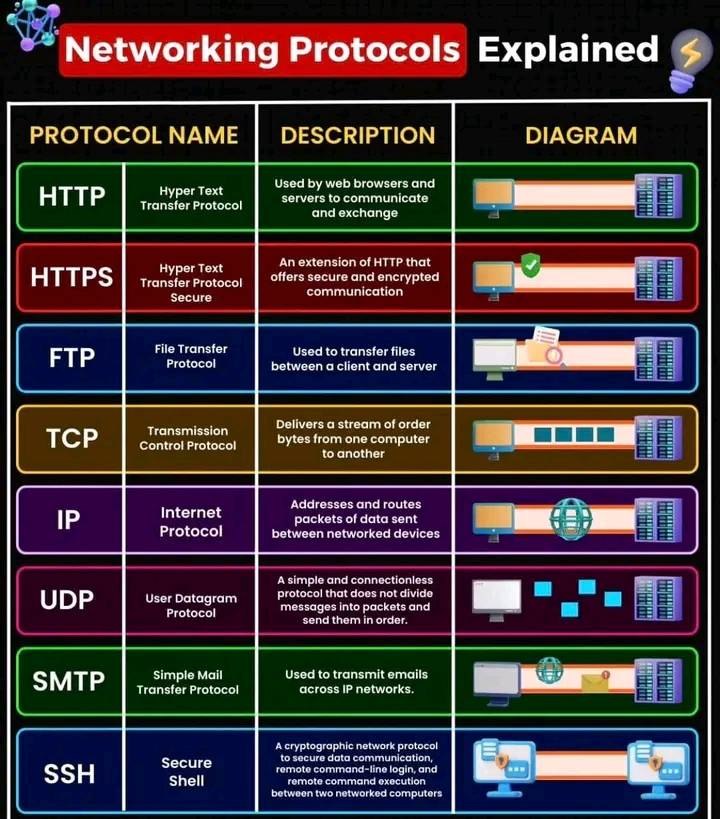 Networking Protocols Explained
PROTOCOL NAME
DESCRIPTION
DIAGRAM
HTTP
Hyper Text
Transfer Protocol
Used by web browsers and
servers to communicate
and exchange
HTTPS
Hyper Text
Transfer Protocol
Secure
An extension of HTTP that
offers secure and encrypted
communication
FTP
File Transfer
Protocol
Used to transfer files
between a client and server
TCP
Transmission
Control Protocol
Delivers a stream of order
bytes from one computer
to another
IP
Internet
Protocol
Addresses and routes
packets of data sent
between networked devices
UDP
User Datagram
Protocol
A simple and connectionless
protocol that does not divide
messages into packets and
send them in order.
SMTP
Simple Mail
Transfer Protocol
Used to transmit emails
across IP networks.
SSH
Secure
Shell
A cryptographic network protocol
to secure data communication,
remote command-line login, and
remote command execution
between two networked computers